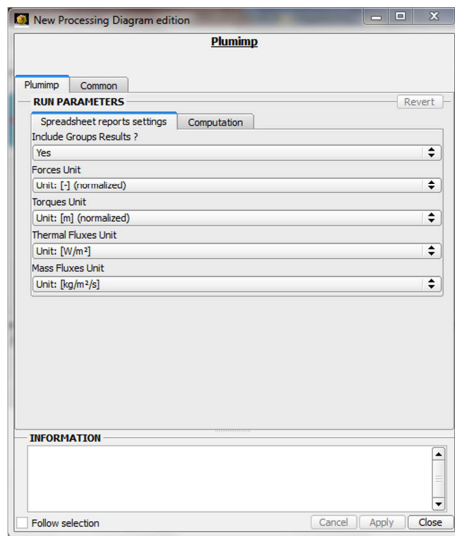 New Processing Diagram edition
Plumimp
Plumimp Common
RUN PARAMETERS Revert
Spreadsheet reports settings Computation
Include Groups Results ?
Yes
Forces Unit
Unit: [-] (normalized)
Torques Unit
Unit: [m] (normalized)
Thermal Fluxes Unit
Unit: [W/m²]
Mass Fluxes Unit
Unit: [kg/m²/s]
INFORMATION
Follow selection Cancel Apply Close